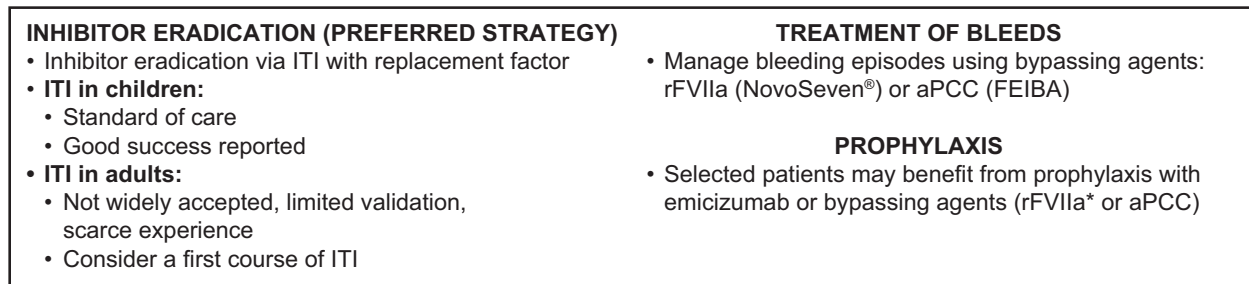 INHIBITOR ERADICATION (PREFERRED STRATEGY)
• Inhibitor eradication via ITI with replacement factor
• ITI in children:
• Standard of care
• Good success reported
• ITI in adults:
• Not widely accepted, limited validation,
scarce experience
• Consider a first course of ITI
TREATMENT OF BLEEDS
• Manage bleeding episodes using bypassing agents:
rFVIIa (NovoSeven®) or aPCC (FEIBA)
PROPHYLAXIS
• Selected patients may benefit from prophylaxis with
emicizumab or bypassing agents (rFVIIa* or aPCC)